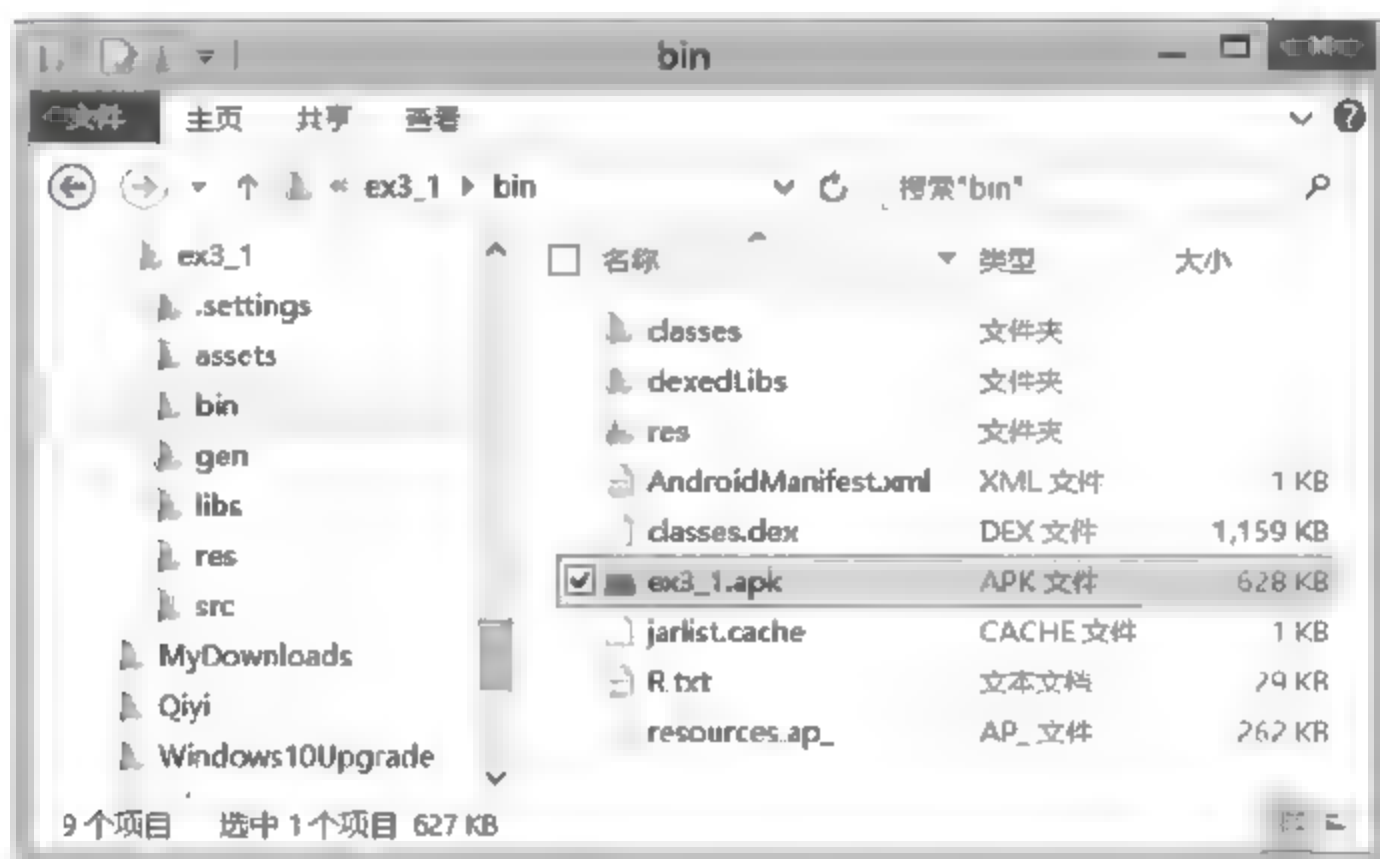 bin
文件 主页 共享 查看
« ex3_1 ▶ bin 搜索"bin"
ex3_1
.settings
assets
bin
gen
libs
res
src
MyDownloads
Qiyi
Windows10Upgrade
名称 类型 大小
classes 文件夹
dexedLibs 文件夹
res 文件夹
AndroidManifest.xml XML 文件 1 KB
classes.dex DEX 文件 1,159 KB
ex3_1.apk APK 文件 628 KB
jarlist.cache CACHE 文件 1 KB
R.txt 文本文档 29 KB
resources.ap_ AP_ 文件 262 KB
9 个项目 选中 1 个项目 627 KB